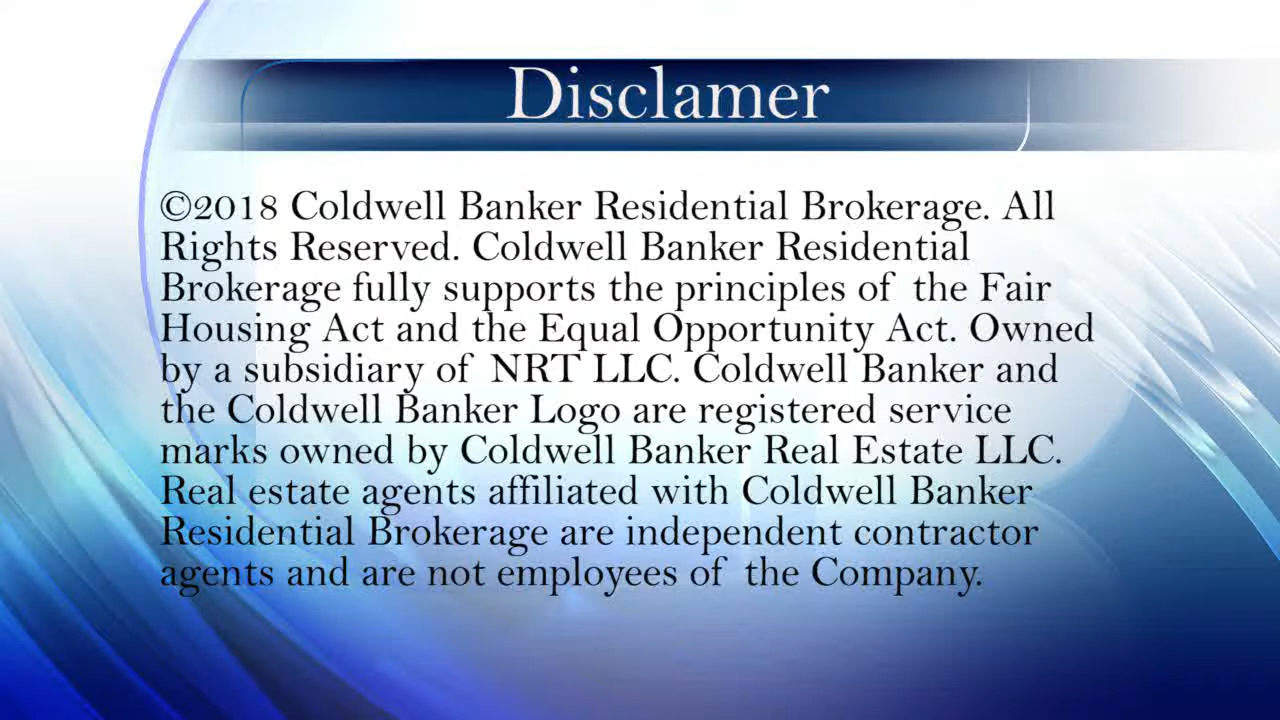 Disclamer
©2018 Coldwell Banker Residential Brokerage. All
Rights Reserved. Coldwell Banker Residential
Brokerage fully supports the principles of the Fair
Housing Act and the Equal Opportunity Act. Owned
by a subsidiary of NRT LLC. Coldwell Banker and
the Coldwell Banker Logo are registered service
marks owned by Coldwell Banker Real Estate LLC.
Real estate agents affiliated with Coldwell Banker
Residential Brokerage are independent contractor
agents and are not employees of the Company.